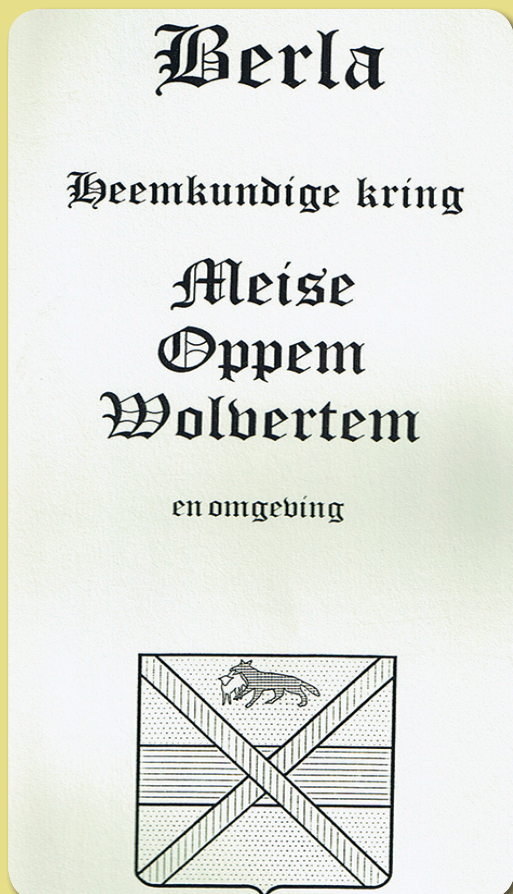 Berla
Heemkundige kring
Meise
Oppem
Wolvertem
en omgeving